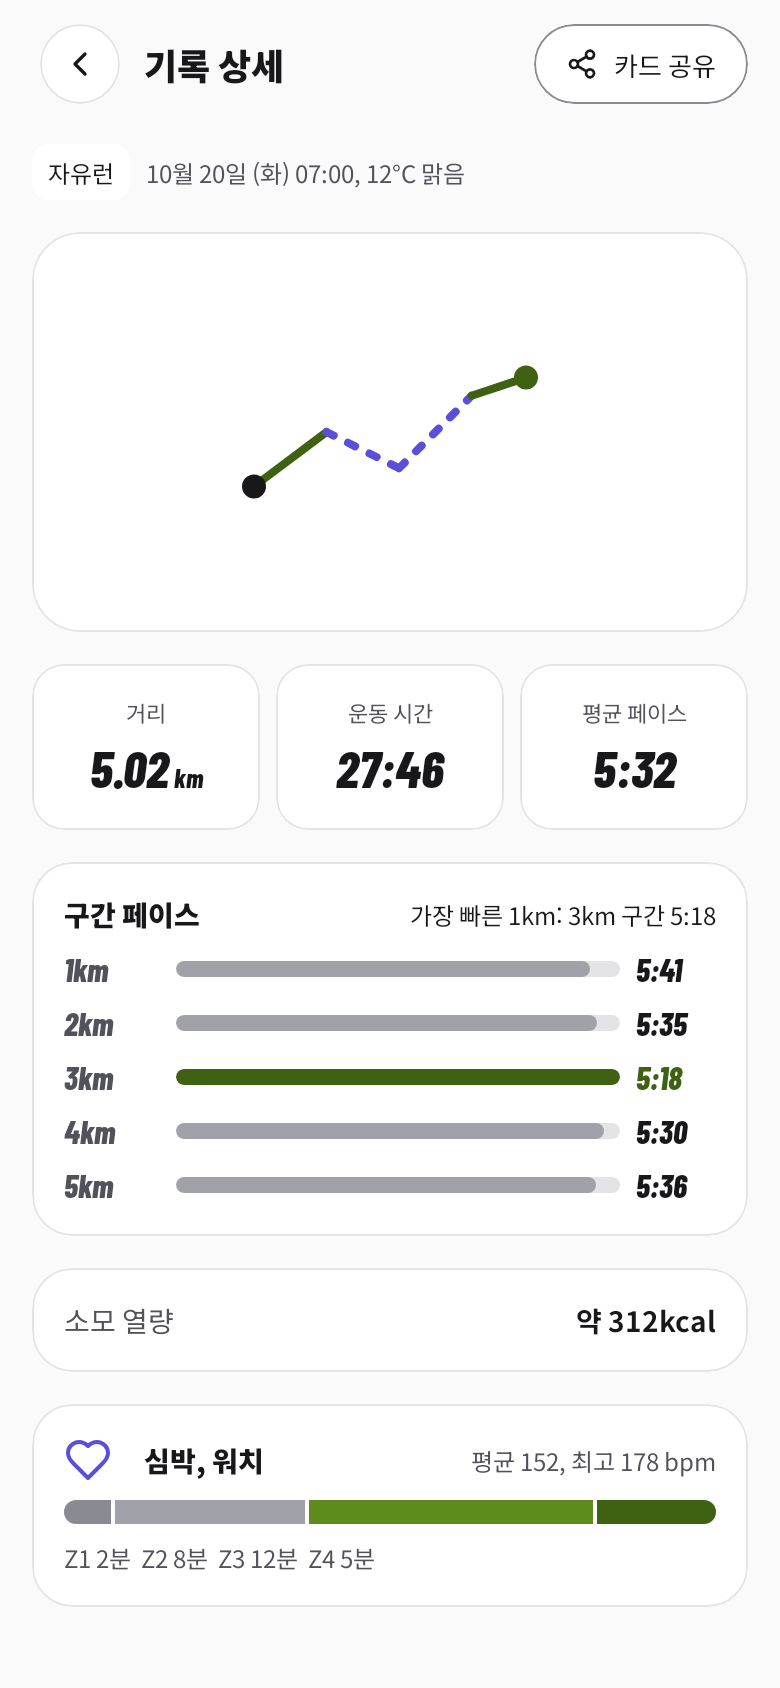 기록 상세
카드 공유
자유런 10월 20일 (화) 07:00, 12°C 맑음
거리
5.02 km
운동 시간
27:46
평균 페이스
5:32
구간 페이스 가장 빠른 1km: 3km 구간 5:18
1km 5:41
2km 5:35
3km 5:18
4km 5:30
5km 5:36
소모 열량 약 312kcal
심박, 워치 평균 152, 최고 178 bpm
Z1 2분 Z2 8분 Z3 12분 Z4 5분